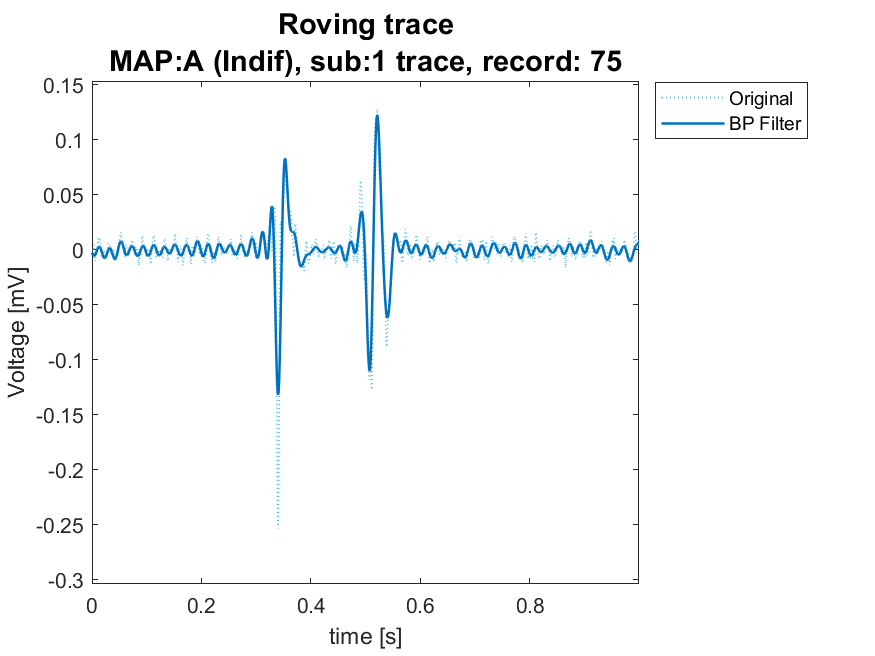 Roving trace
MAP:A (Indif), sub:1 trace, record: 75
0.15
0.1
0.05
0
-0.05
-0.1
-0.15
-0.2
-0.25
-0.3
Voltage [mV]
0
0.2
0.4
0.6
0.8
time [s]
Original
BP Filter